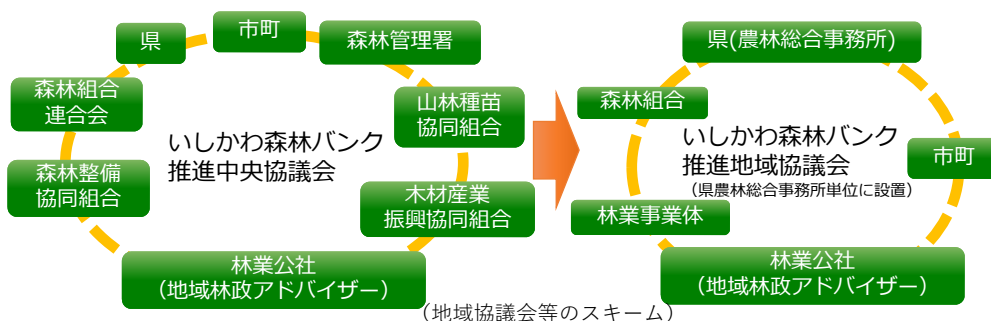 県
市町
森林管理署
森林組合
連合会
山林種苗
協同組合
いしかわ森林バンク
推進中央協議会
森林整備
協同組合
木材産業
振興協同組合
林業公社
（地域林政アドバイザー）
県(農林総合事務所)
森林組合
いしかわ森林バンク
推進地域協議会
（県農林総合事務所単位に設置）
市町
林業事業体
林業公社
（地域林政アドバイザー）
（地域協議会等のスキーム）